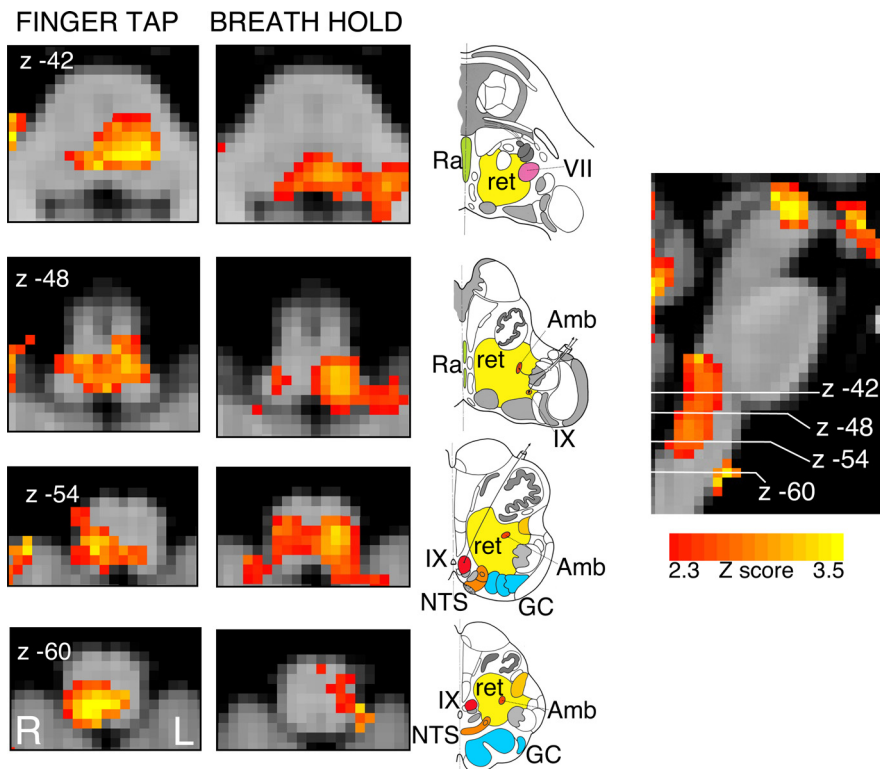 FINGER TAP BREATH HOLD
z -42
Ra
ret
VII
z -48
Amb
ret
Ra
IX
z -42
z -48
z -54
z -60
z -54
ret
IX
Amb
NTS
GC
2.3 Z score 3.5
z -60
ret
IX
Amb
NTS
GC
R L